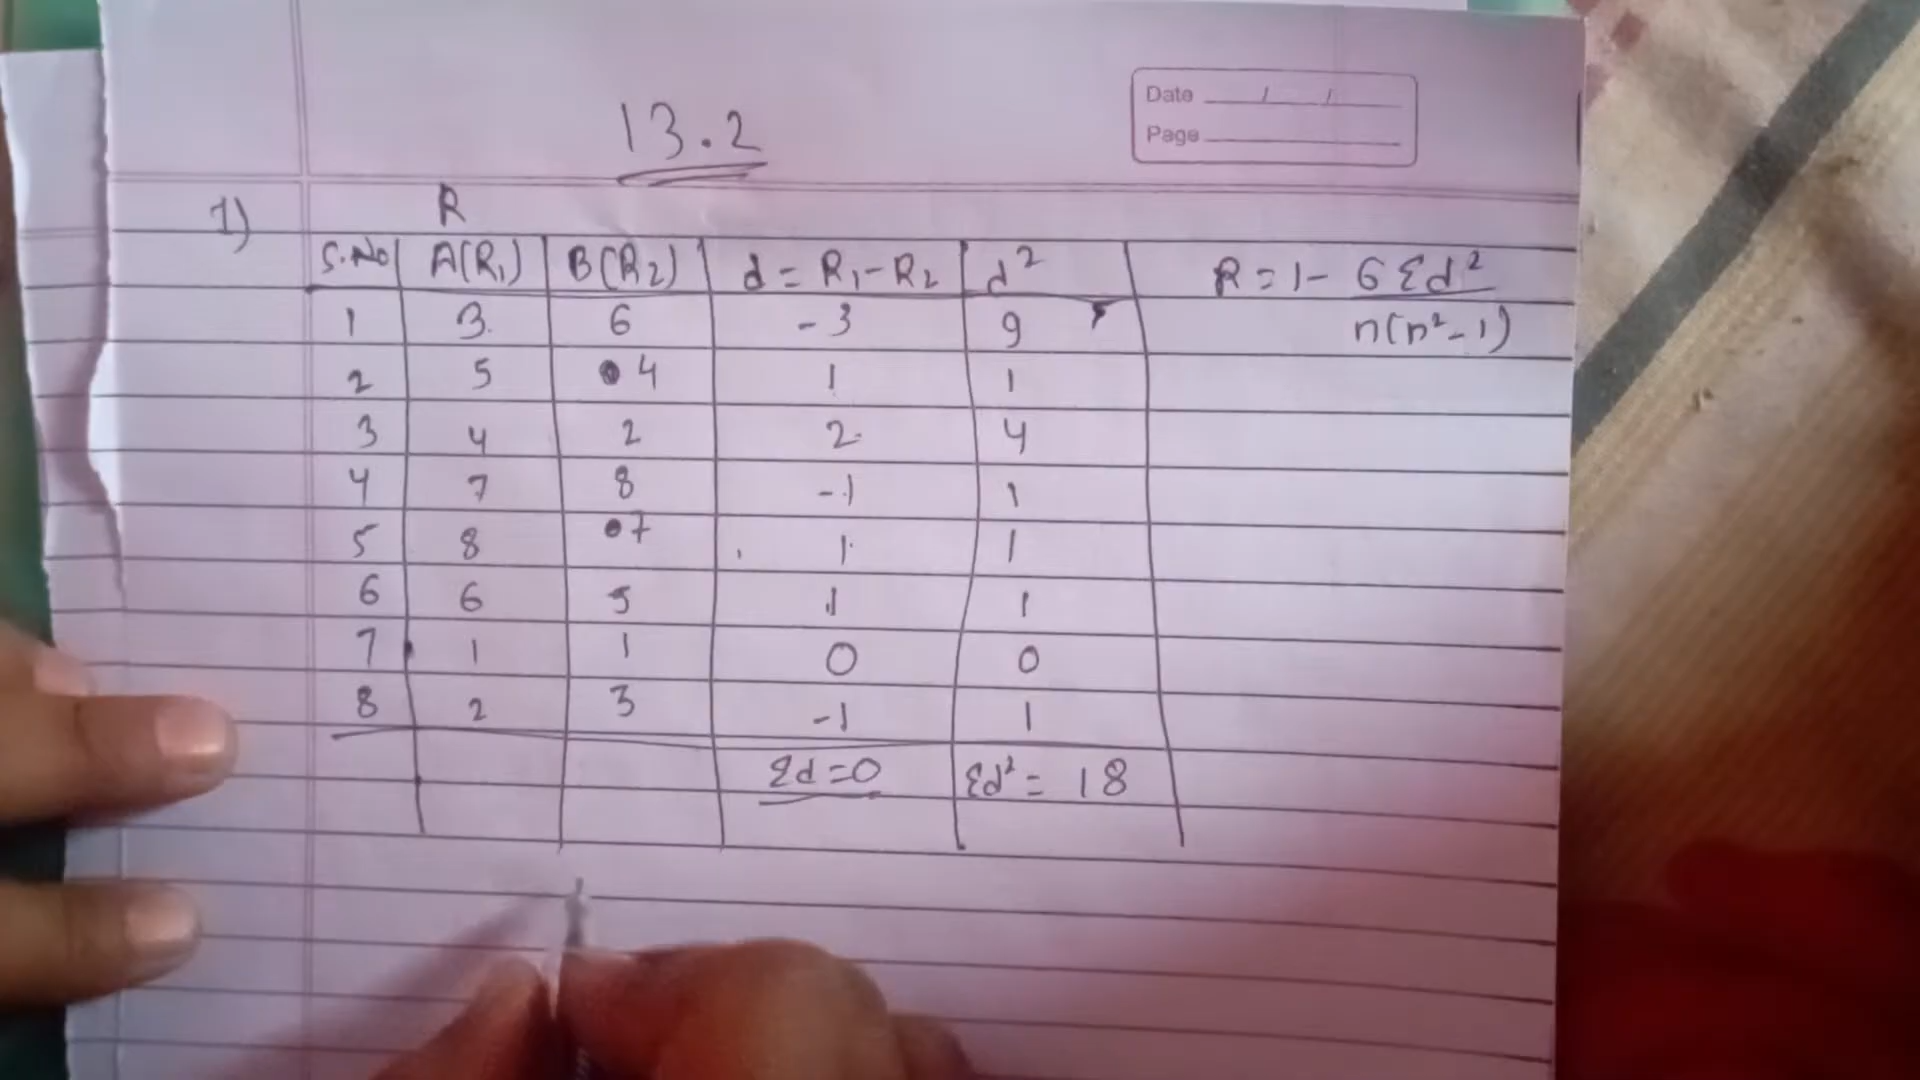 13.2
Date / /
Page
1)
R
S.No A(R₁) B(R₂) d = R₁-R₂ d² R = 1- 6Σd²
n(n²-1)
1 3. 6 -3 9
2 5 4 1 1
3 4 2 2 4
4 7 8 -1 1
5 8 7 1 1
6 6 5 1 1
7 1 1 0 0
8 2 3 -1 1
Σd=0 Σd² = 18